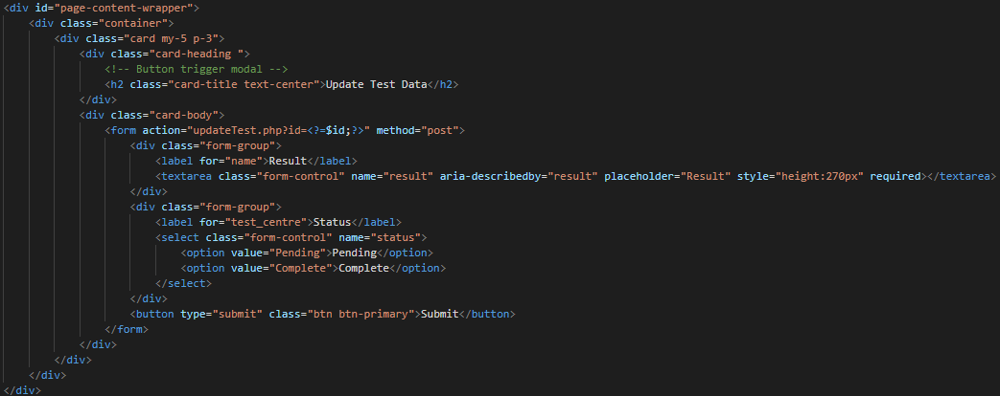 <div id="page-content-wrapper">
<div class="container">
<div class="card my-5 p-3">
<div class="card-heading ">
<!-- Button trigger modal -->
<h2 class="card-title text-center">Update Test Data</h2>
</div>
<div class="card-body">
<form action="updateTest.php?id=<?=$id;?>" method="post">
<div class="form-group">
<label for="name">Result</label>
<textarea class="form-control" name="result" aria-describedby="result" placeholder="Result" style="height:270px" required></textarea>
</div>
<div class="form-group">
<label for="test_centre">Status</label>
<select class="form-control" name="status">
<option value="Pending">Pending</option>
<option value="Complete">Complete</option>
</select>
</div>
<button type="submit" class="btn btn-primary">Submit</button>
</form>
</div>
</div>
</div>
</div>